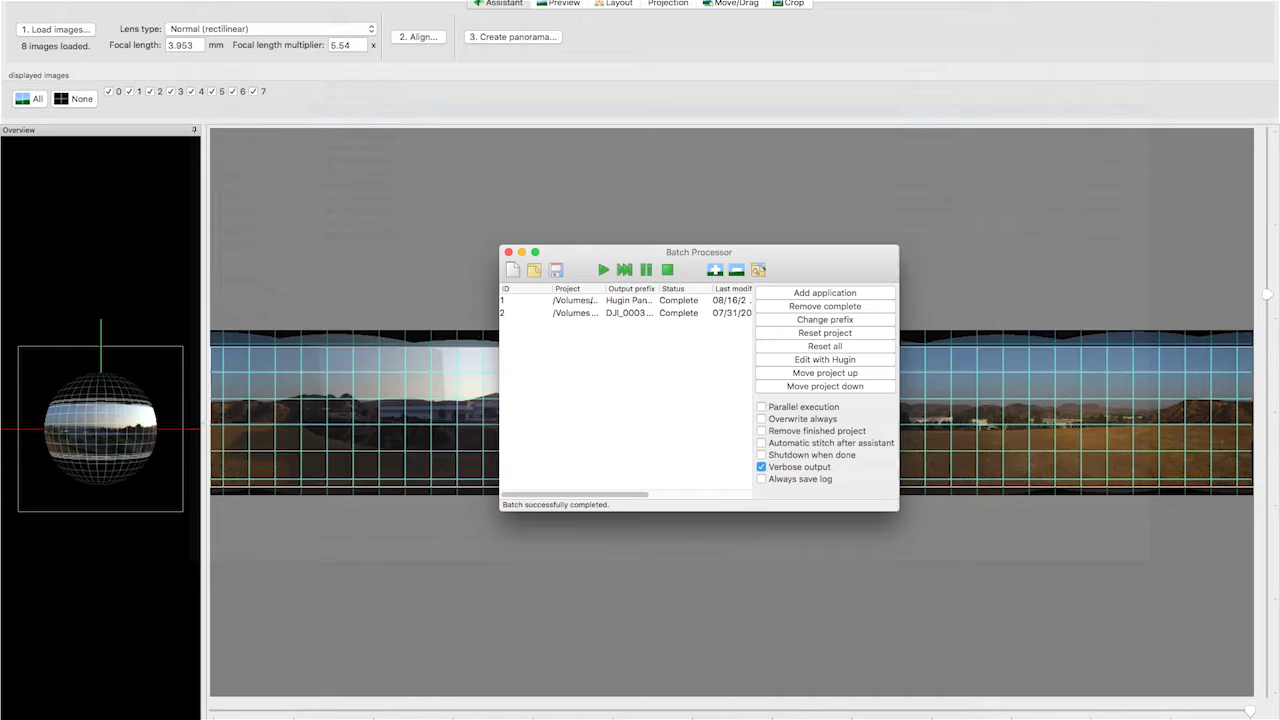 Assistant Preview Layout Projection Move/Drag Crop
1. Load images... Lens type: Normal (rectilinear) 2. Align... 3. Create panorama...
8 images loaded. Focal length: 3.953 mm Focal length multiplier: 5.54 x
displayed images
All None 0 1 2 3 4 5 6 7
Overview
Batch Processor
ID Project Output prefix Status Last modif
1 /Volumes/... Hugin Pan... Complete 08/16/2
2 /Volumes ... DJI_0003... Complete 07/31/20
Add application
Remove complete
Change prefix
Reset project
Reset all
Edit with Hugin
Move project up
Move project down
Parallel execution
Overwrite always
Remove finished project
Automatic stitch after assistant
Shutdown when done
Verbose output
Always save log
Batch successfully completed.